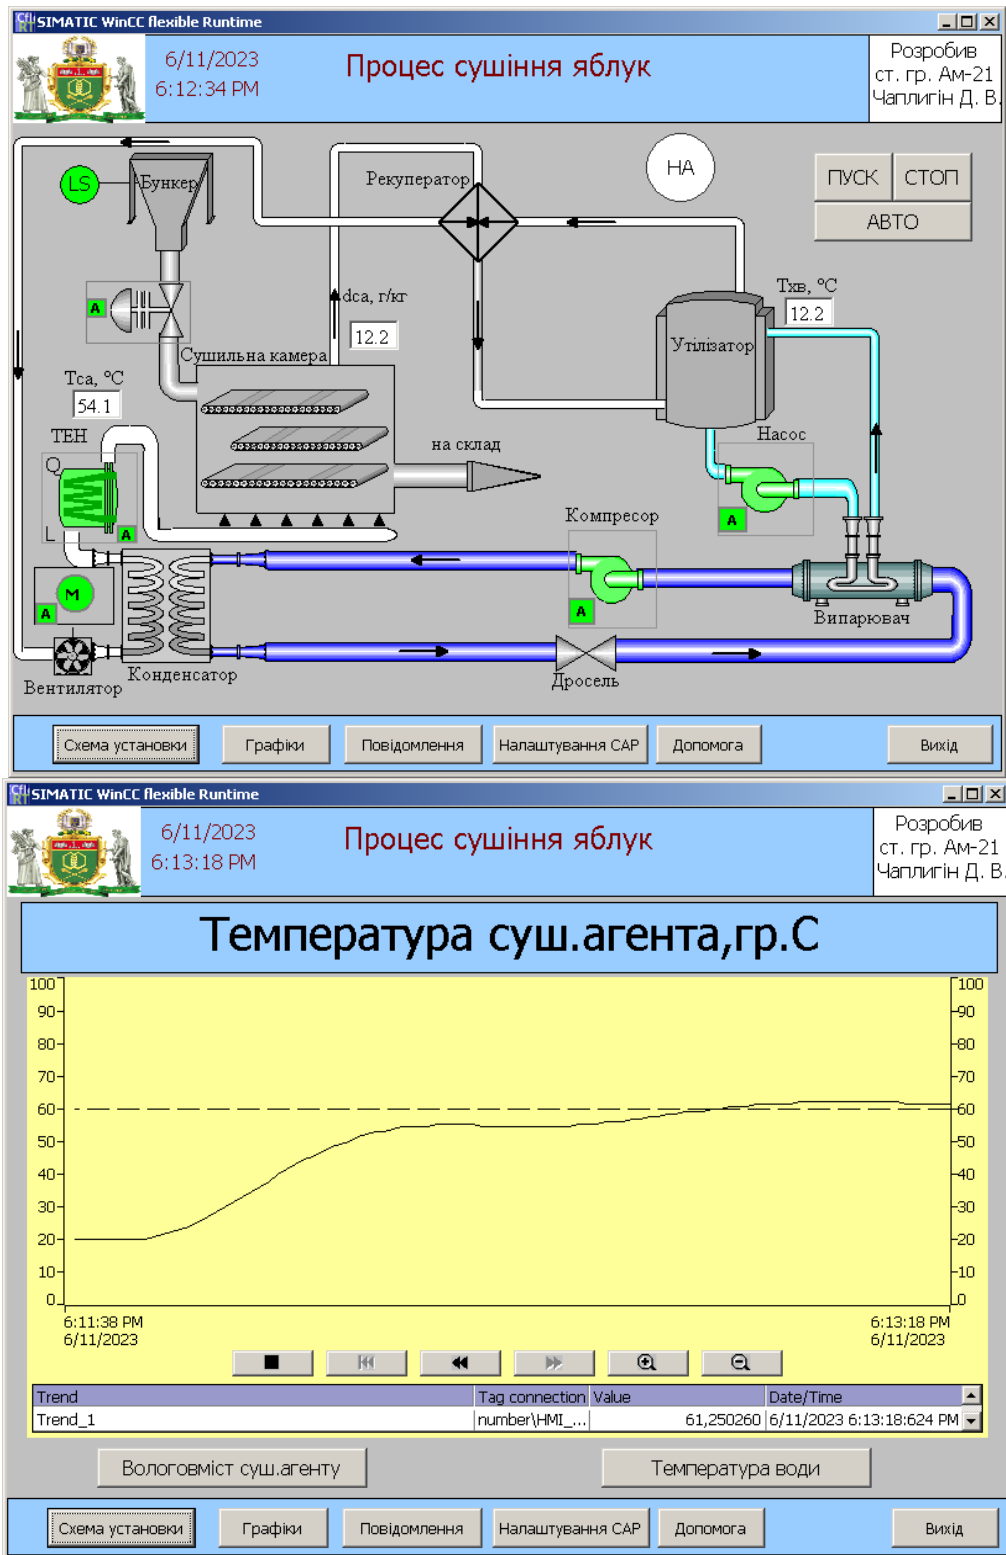 SIMATIC WinCC flexible Runtime
6/11/2023
6:12:34 PM
Процес сушіння яблук
Розробив
ст. гр. Ам-21
Чаплигін Д. В.
LS
Бункер
Рекуператор
HA
ПУСК
СТОП
АВТО
A
dca, г/кг
12.2
Тхв, °C
12.2
Утілізатор
Сушильна камера
Тса, °C
54.1
ТЕН
Q
L
A
на склад
Насос
A
Компресор
A
M
A
Випарювач
Вентилятор
Конденсатор
Дросель
Схема установки
Графіки
Повідомлення
Налаштування САР
Допомога
Вихід
SIMATIC WinCC flexible Runtime
6/11/2023
6:13:18 PM
Процес сушіння яблук
Розробив
ст. гр. Ам-21
Чаплигін Д. В.
Температура суш.агента,гр.С
100
90
80
70
60
50
40
30
20
10
0
100
90
80
70
60
50
40
30
20
10
0
6:11:38 PM
6/11/2023
6:13:18 PM
6/11/2023
Trend Tag connection Value Date/Time
Trend_1 number\HMI_... 61,250260 6/11/2023 6:13:18:624 PM
Вологовміст суш.агенту
Температура води
Схема установки
Графіки
Повідомлення
Налаштування САР
Допомога
Вихід